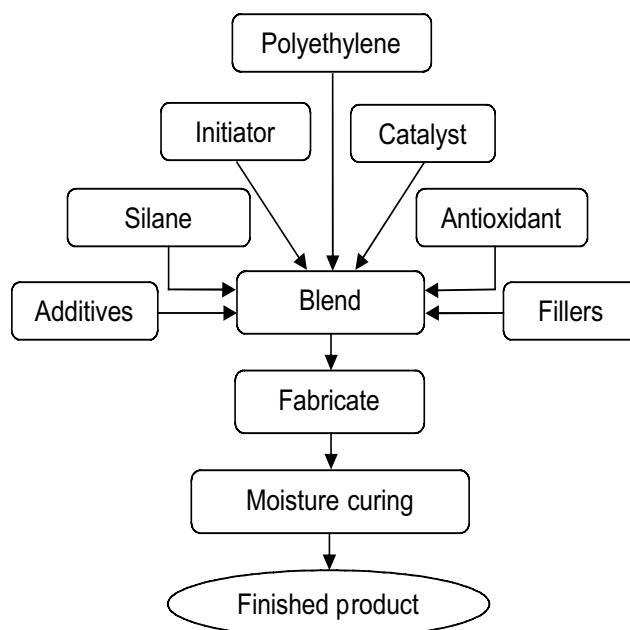 Polyethylene
Initiator
Catalyst
Silane
Antioxidant
Additives
Blend
Fillers
Fabricate
Moisture curing
Finished product